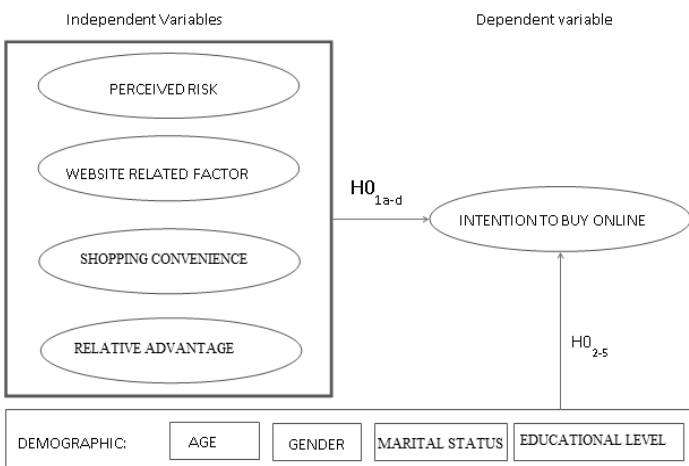 Independent Variables
Dependent variable
PERCEIVED RISK
WEBSITE RELATED FACTOR
SHOPPING CONVENIENCE
RELATIVE ADVANTAGE
H0 1a-d
INTENTION TO BUY ONLINE
H0 2-5
DEMOGRAPHIC:
AGE
GENDER
MARITAL STATUS
EDUCATIONAL LEVEL